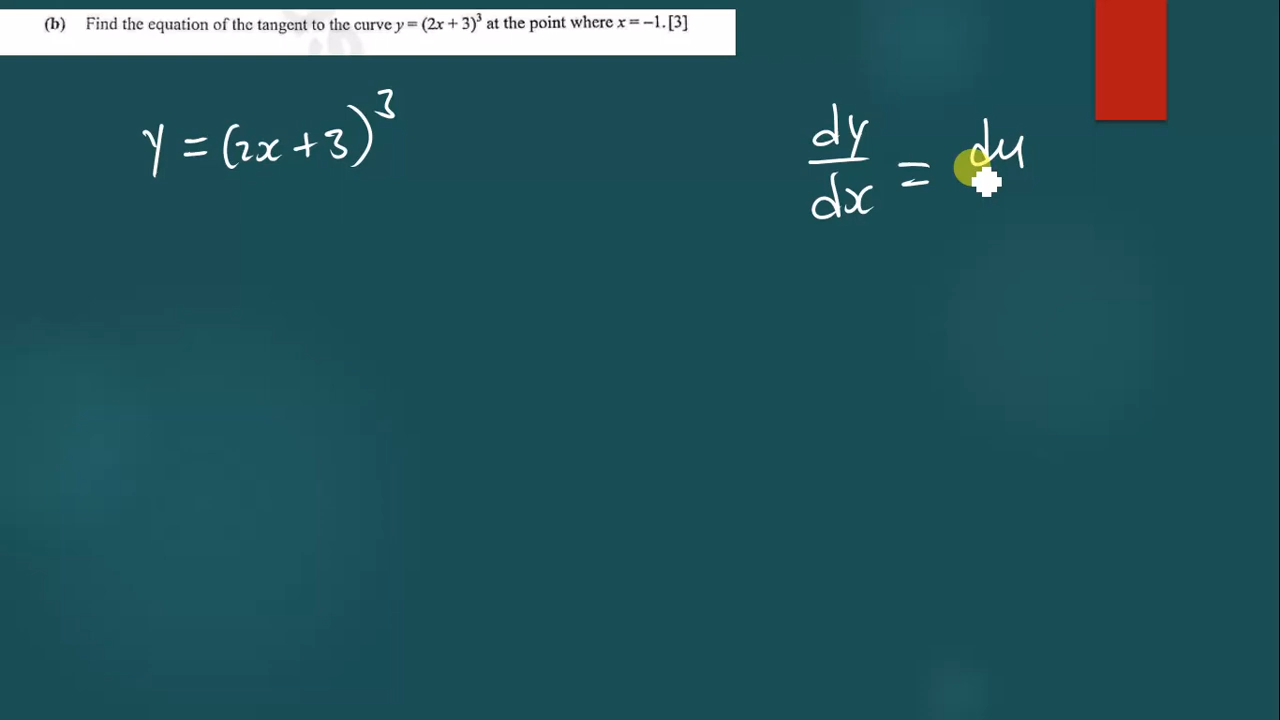 (b) Find the equation of the tangent to the curve y = (2x + 3)³ at the point where x = −1. [3]
y = (2x + 3)³
dy/dx = du